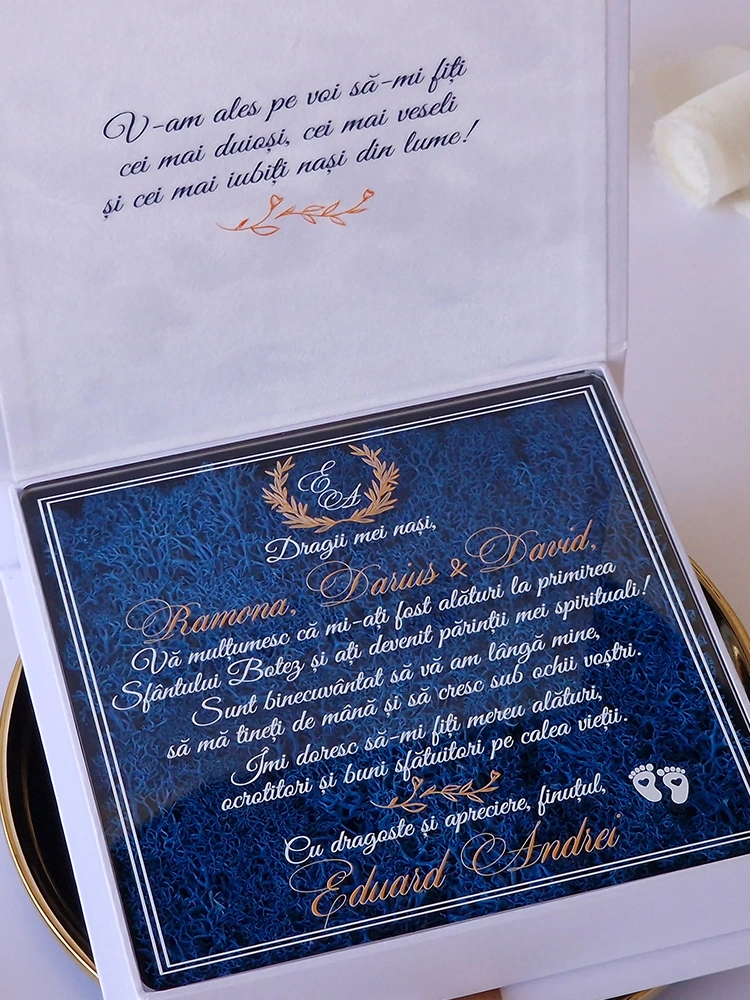 V-am ales pe voi să-mi fiți
cei mai duioși, cei mai veseli
și cei mai iubiți nași din lume!
E
A
Dragii mei nași,
Ramona, Darius & David,
Vă mulțumesc că mi-ați fost alături la primirea
Sfântului Botez și ați devenit părinții mei spirituali!
Sunt binecuvântat să vă am lângă mine,
să mă țineți de mână și să cresc sub ochii voștri.
Îmi doresc să-mi fiți mereu alături,
ocrotitori și buni sfătuitori pe calea vieții.
Cu dragoste și apreciere, finuțul,
Eduard Andrei